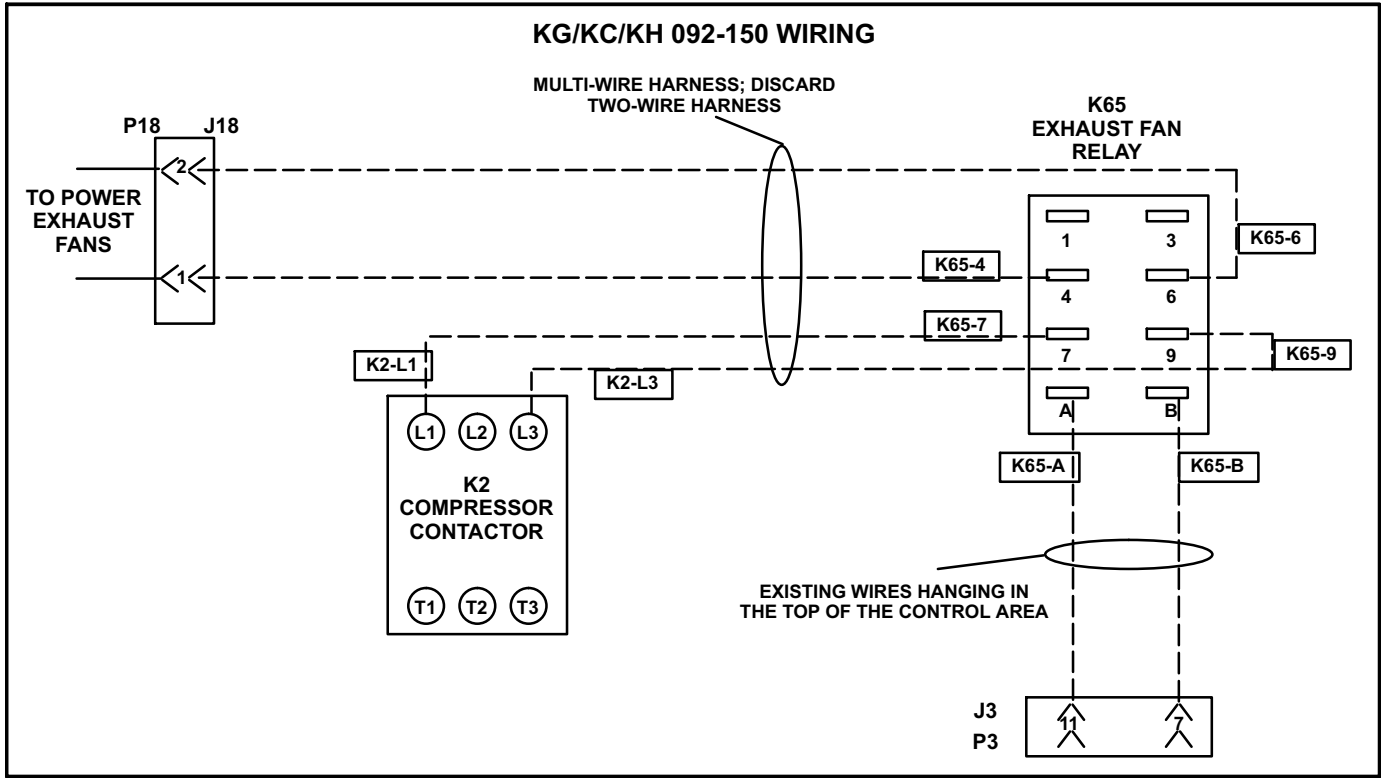 KG/KC/KH 092-150 WIRING
MULTI-WIRE HARNESS; DISCARD
TWO-WIRE HARNESS
K65
EXHAUST FAN
RELAY
P18 J18
2
TO POWER
EXHAUST
FANS
1
1 3
K65-6
K65-4
4 6
K65-7
7 9
K65-9
K2-L1
K2-L3
A B
L1 L2 L3
K2
COMPRESSOR
CONTACTOR
K65-A K65-B
T1 T2 T3
EXISTING WIRES HANGING IN
THE TOP OF THE CONTROL AREA
J3
11 7
P3